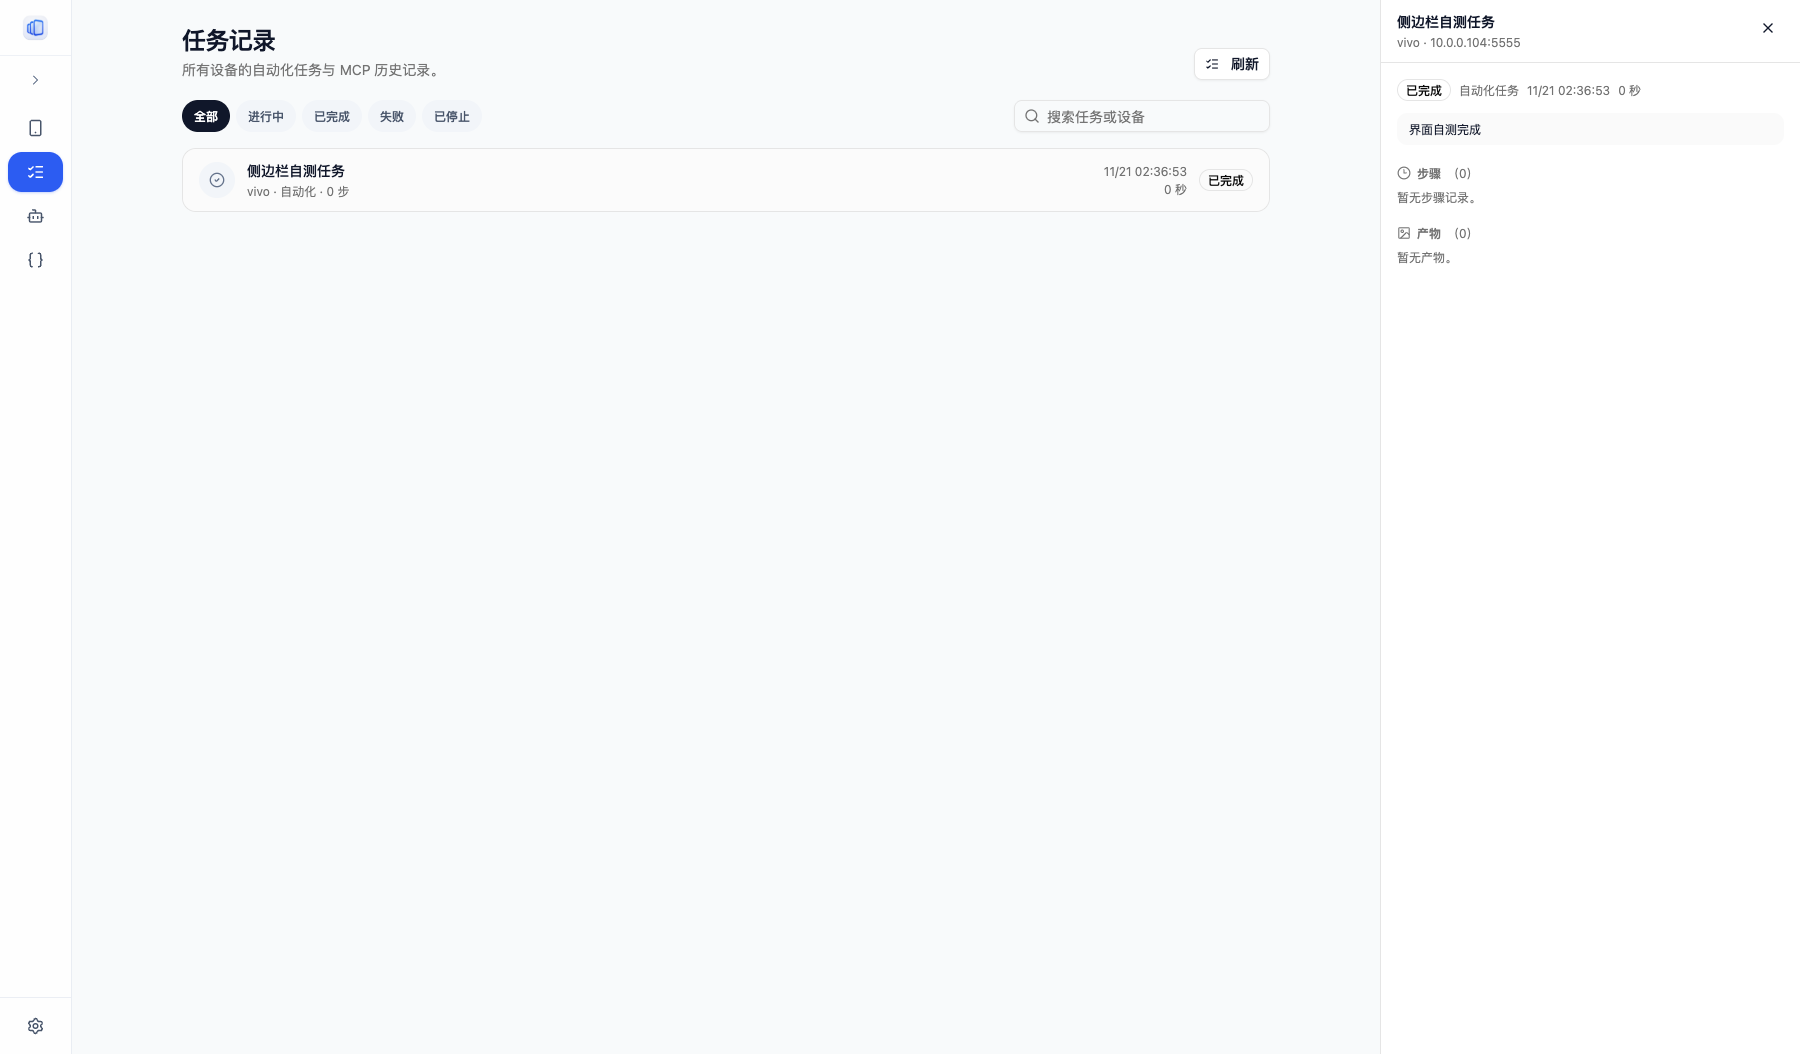 任务记录
所有设备的自动化任务与 MCP 历史记录。
刷新
全部 进行中 已完成 失败 已停止
搜索任务或设备
侧边栏自测任务
vivo · 自动化 · 0 步
11/21 02:36:53
0 秒
已完成
侧边栏自测任务
vivo · 10.0.0.104:5555
已完成 自动化任务 11/21 02:36:53 0 秒
界面自测完成
步骤 (0)
暂无步骤记录。
产物 (0)
暂无产物。